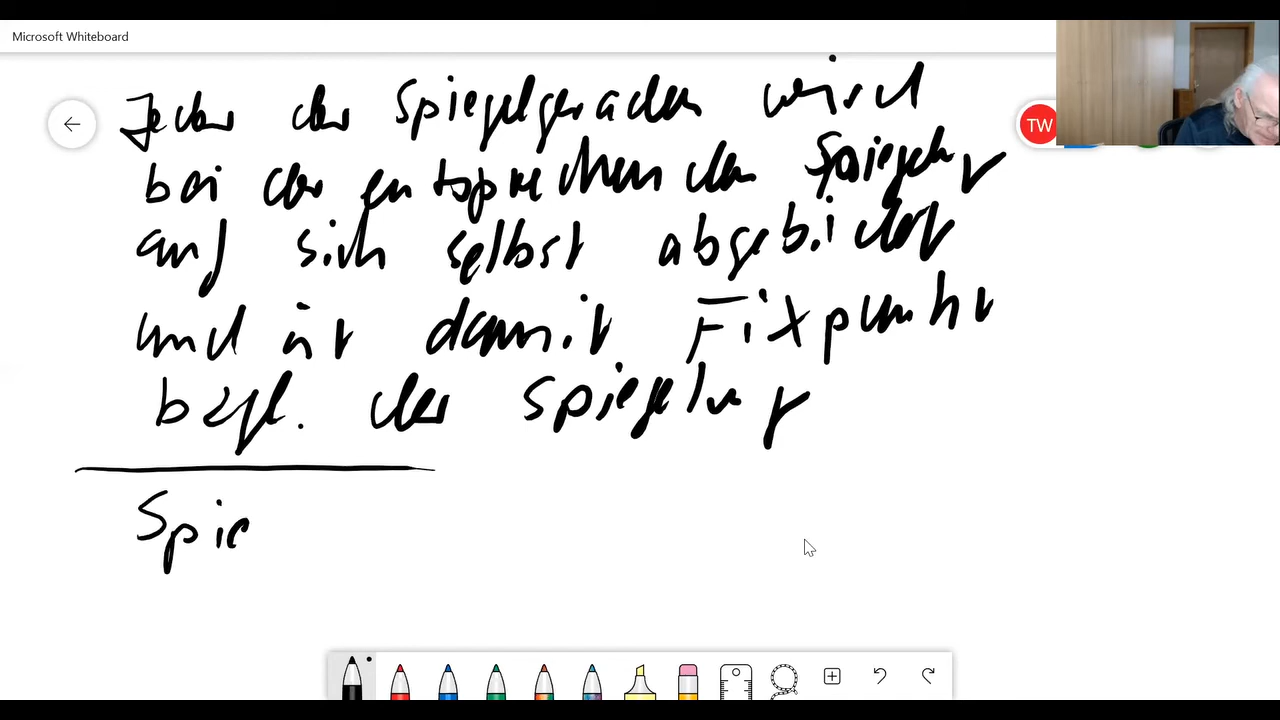 Microsoft Whiteboard
TW
Jeder der Spiegelgeraden wird
bei der entsprechenden Spiegelung
auf sich selbst abgebildet
und ist damit Fixpunkt
bzgl. der Spiegelung
Spie